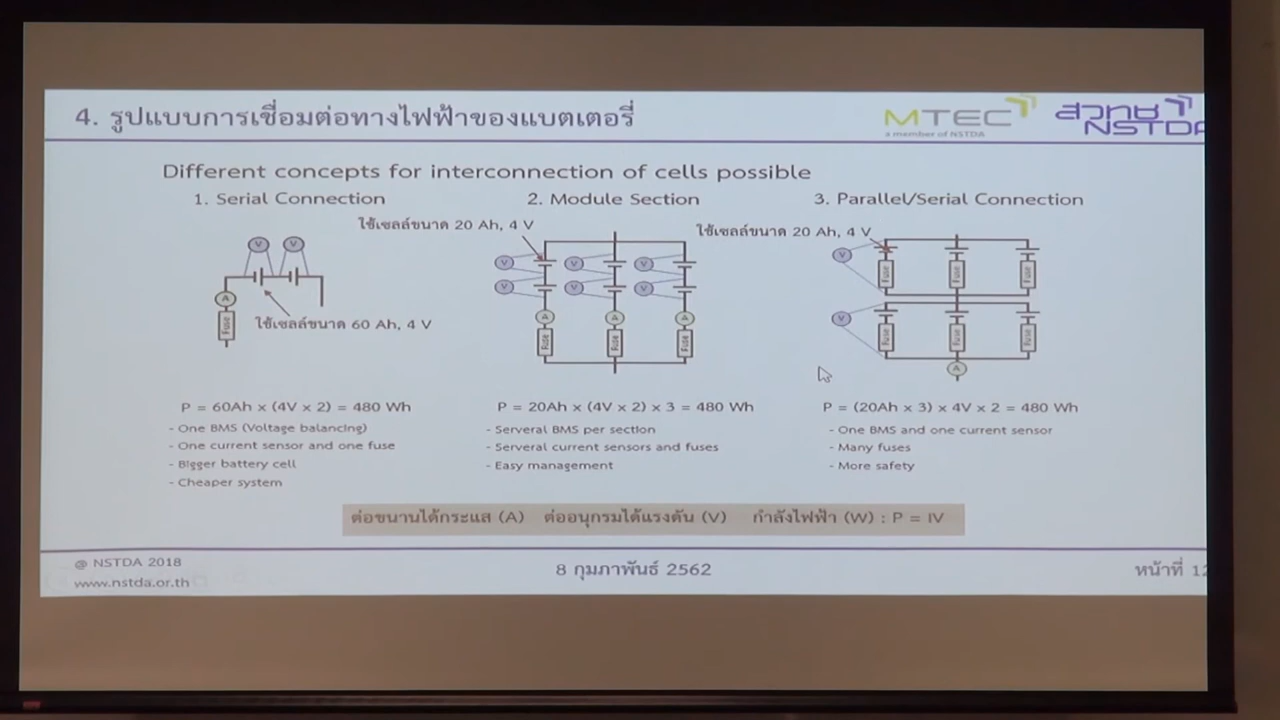 4. รูปแบบการเชื่อมต่อทางไฟฟ้าของแบตเตอรี่
MTEC
a member of NSTDA
สวทช
NSTDA
Different concepts for interconnection of cells possible
1. Serial Connection
2. Module Section
3. Parallel/Serial Connection
ใช้เซลล์ขนาด 20 Ah, 4 V
ใช้เซลล์ขนาด 20 Ah, 4 V
V V
A
Fuse
ใช้เซลล์ขนาด 60 Ah, 4 V
V V V
V V V
A A A
Fuse Fuse Fuse
V
Fuse Fuse Fuse
V
Fuse Fuse Fuse
A
P = 60Ah x (4V x 2) = 480 Wh
- One BMS (Voltage balancing)
- One current sensor and one fuse
- Bigger battery cell
- Cheaper system
P = 20Ah x (4V x 2) x 3 = 480 Wh
- Serveral BMS per section
- Serveral current sensors and fuses
- Easy management
P = (20Ah x 3) x 4V x 2 = 480 Wh
- One BMS and one current sensor
- Many fuses
- More safety
ต่อขนานได้กระแส (A) ต่ออนุกรมได้แรงดัน (V) กำลังไฟฟ้า (W) : P = IV
@ NSTDA 2018
www.nstda.or.th
8 กุมภาพันธ์ 2562
หน้าที่ 12